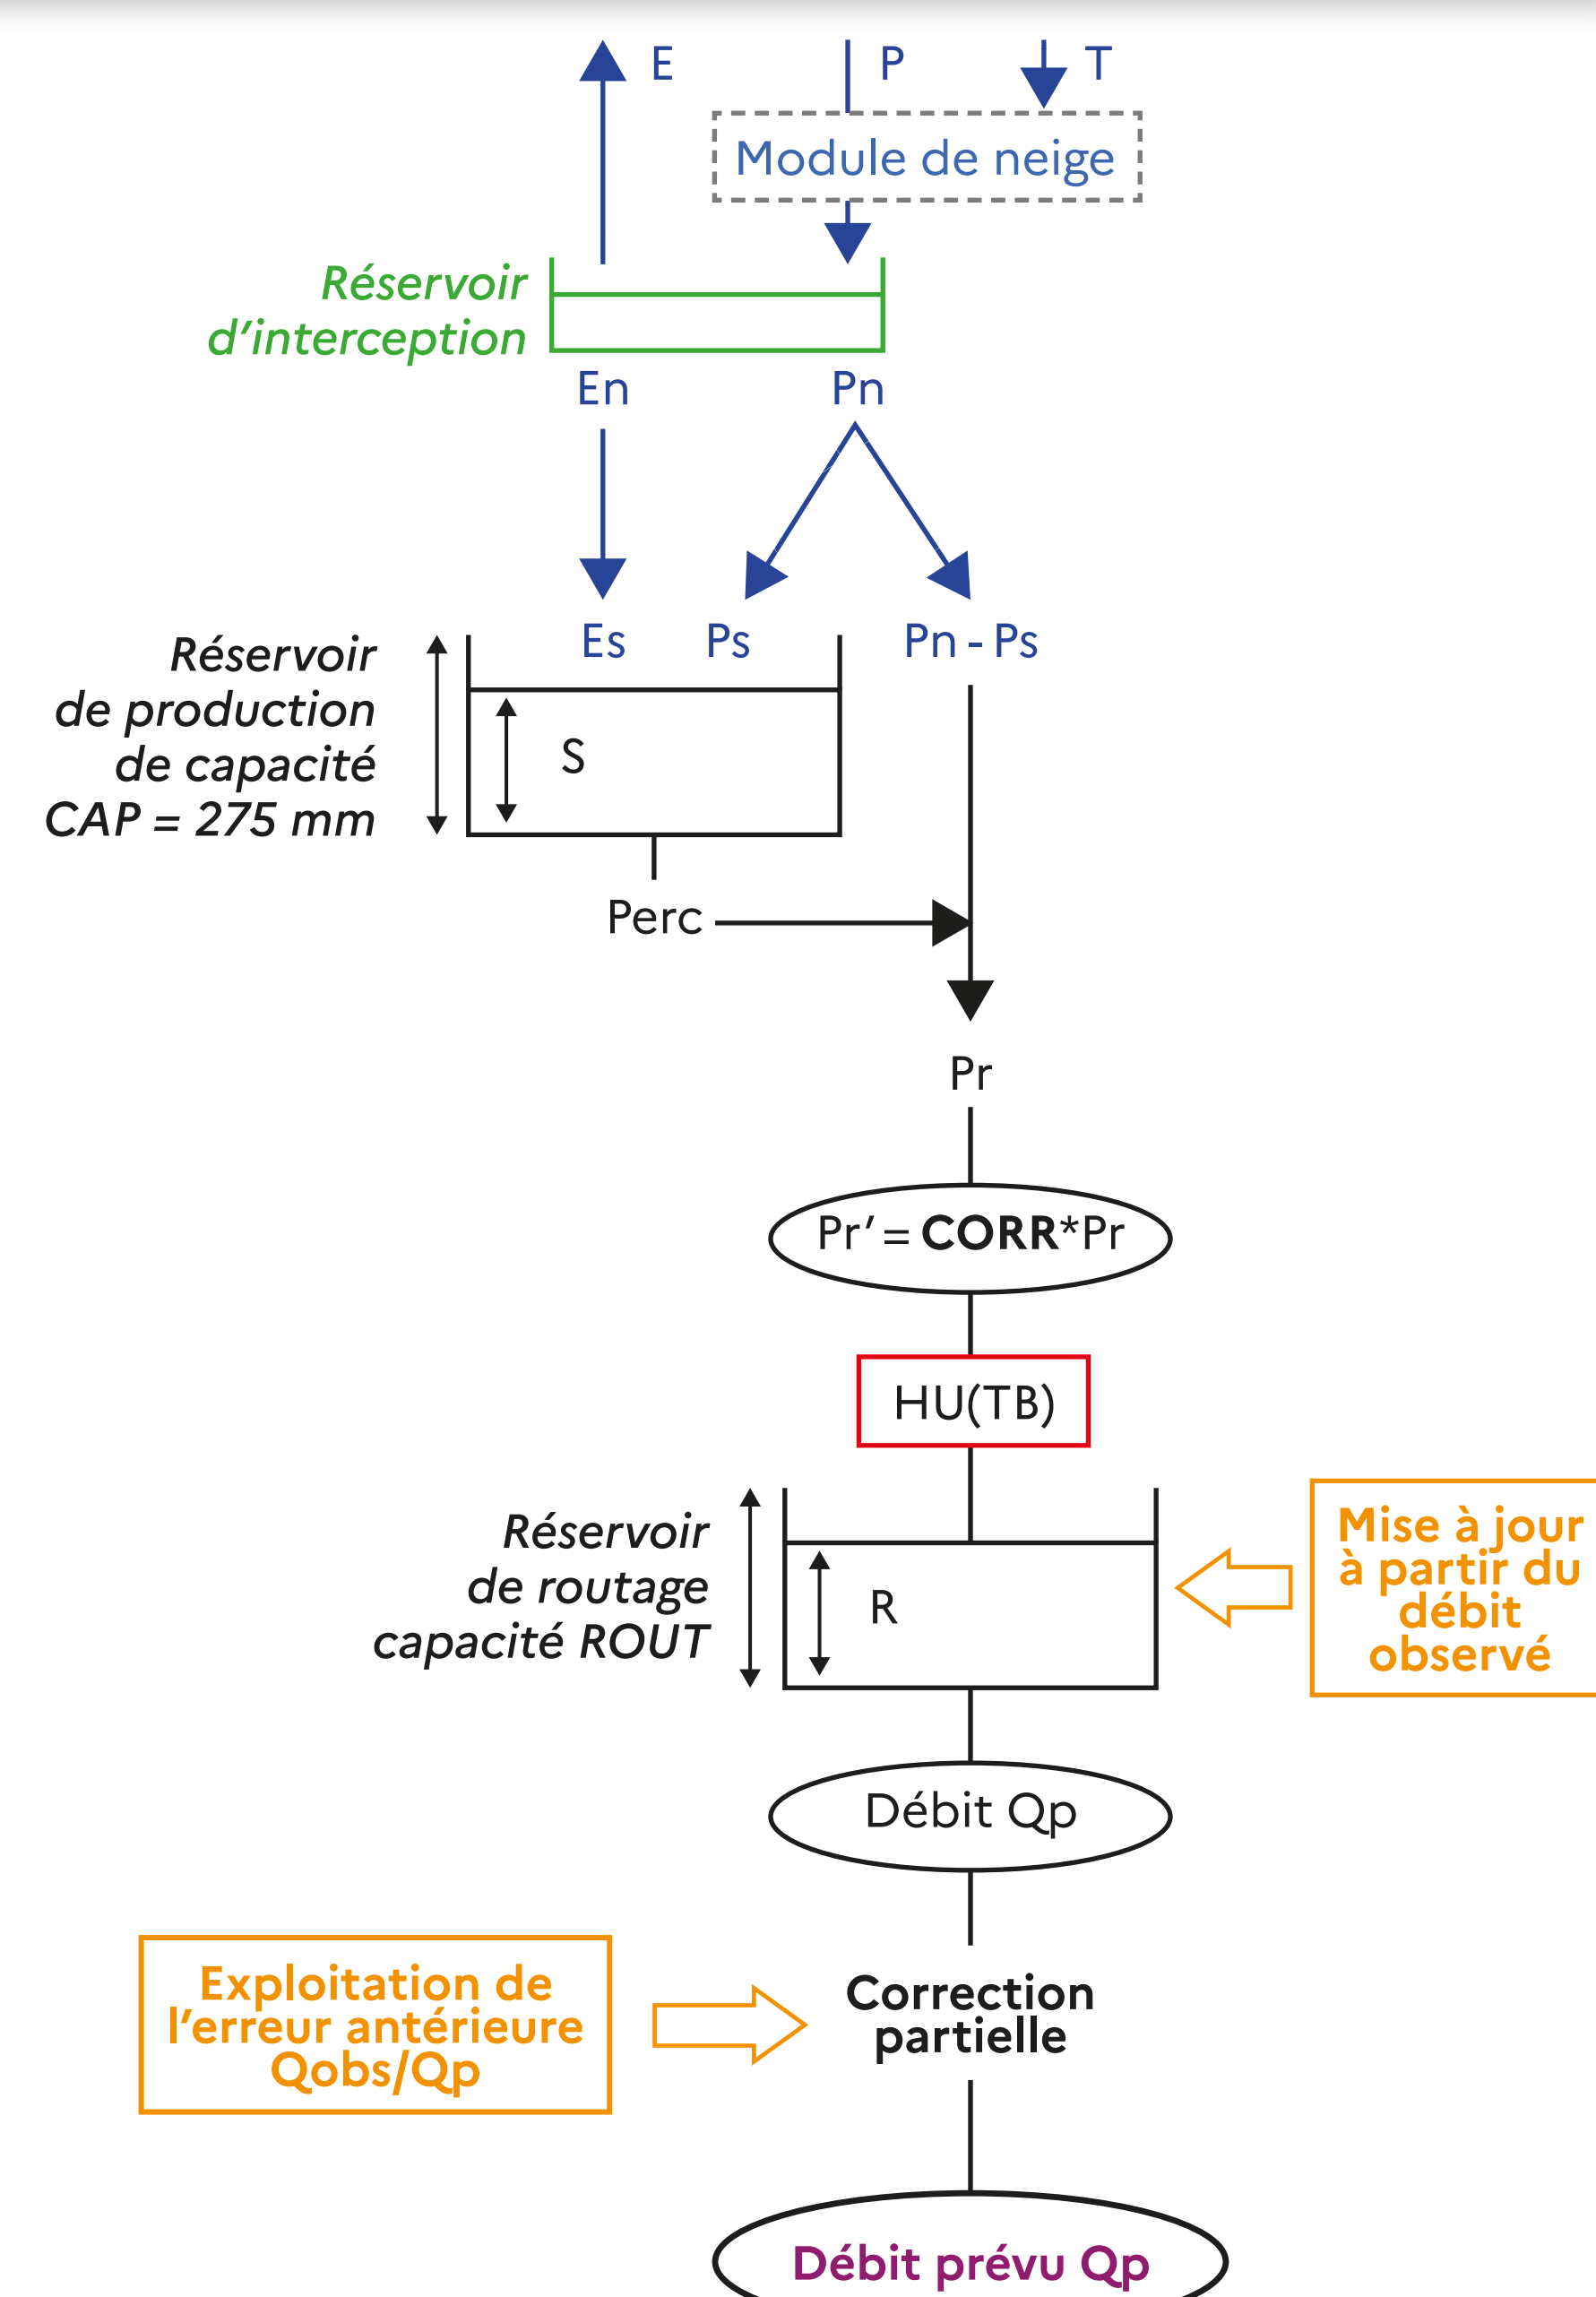 E
P
T
Module de neige
Réservoir
d’interception
En
Pn
Es
Ps
Pn - Ps
Réservoir
de production
de capacité
CAP = 275 mm
S
Perc
Pr
Pr’ = CORR*Pr
HU(TB)
Réservoir
de routage
capacité ROUT
R
Mise à jour
à partir du
débit
observé
Débit Qp
Exploitation de
l’erreur antérieure
Qobs/Qp
Correction
partielle
Débit prévu Qp